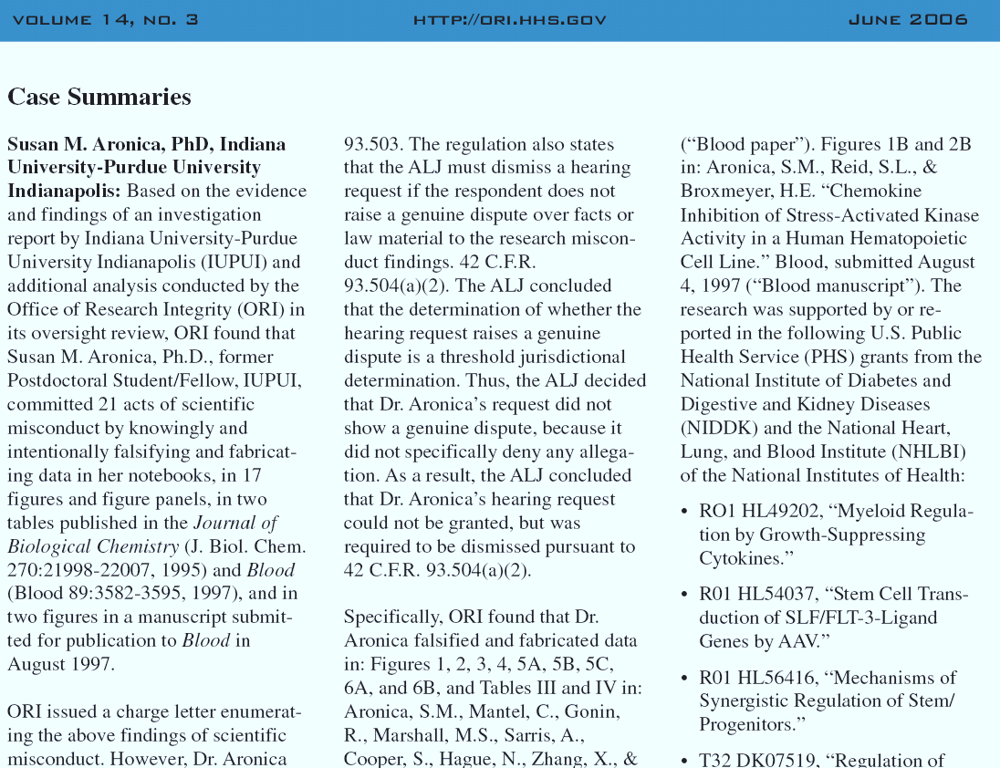 VOLUME 14, NO. 3
HTTP://ORI.HHS.GOV
JUNE 2006
Case Summaries
Susan M. Aronica, PhD, Indiana
University-Purdue University
Indianapolis: Based on the evidence
and findings of an investigation
report by Indiana University-Purdue
University Indianapolis (IUPUI) and
additional analysis conducted by the
Office of Research Integrity (ORI) in
its oversight review, ORI found that
Susan M. Aronica, Ph.D., former
Postdoctoral Student/Fellow, IUPUI,
committed 21 acts of scientific
misconduct by knowingly and
intentionally falsifying and fabricat-
ing data in her notebooks, in 17
figures and figure panels, in two
tables published in the Journal of
Biological Chemistry (J. Biol. Chem.
270:21998-22007, 1995) and Blood
(Blood 89:3582-3595, 1997), and in
two figures in a manuscript submit-
ted for publication to Blood in
August 1997.
ORI issued a charge letter enumerat-
ing the above findings of scientific
misconduct. However, Dr. Aronica
93.503. The regulation also states
that the ALJ must dismiss a hearing
request if the respondent does not
raise a genuine dispute over facts or
law material to the research miscon-
duct findings. 42 C.F.R.
93.504(a)(2). The ALJ concluded
that the determination of whether the
hearing request raises a genuine
dispute is a threshold jurisdictional
determination. Thus, the ALJ decided
that Dr. Aronica's request did not
show a genuine dispute, because it
did not specifically deny any allega-
tion. As a result, the ALJ concluded
that Dr. Aronica's hearing request
could not be granted, but was
required to be dismissed pursuant to
42 C.F.R. 93.504(a)(2).
Specifically, ORI found that Dr.
Aronica falsified and fabricated data
in: Figures 1, 2, 3, 4, 5A, 5B, 5C,
6A, and 6B, and Tables III and IV in:
Aronica, S.M., Mantel, C., Gonin,
R., Marshall, M.S., Sarris, A.,
Cooper, S., Hague, N., Zhang, X., &
("Blood paper"). Figures 1B and 2B
in: Aronica, S.M., Reid, S.L., &
Broxmeyer, H.E. "Chemokine
Inhibition of Stress-Activated Kinase
Activity in a Human Hematopoietic
Cell Line." Blood, submitted August
4, 1997 ("Blood manuscript"). The
research was supported by or re-
ported in the following U.S. Public
Health Service (PHS) grants from the
National Institute of Diabetes and
Digestive and Kidney Diseases
(NIDDK) and the National Heart,
Lung, and Blood Institute (NHLBI)
of the National Institutes of Health:
• RO1 HL49202, "Myeloid Regula-
tion by Growth-Suppressing
Cytokines."
• R01 HL54037, "Stem Cell Trans-
duction of SLF/FLT-3-Ligand
Genes by AAV."
• R01 HL56416, "Mechanisms of
Synergistic Regulation of Stem/
Progenitors."
• T32 DK07519, "Regulation of